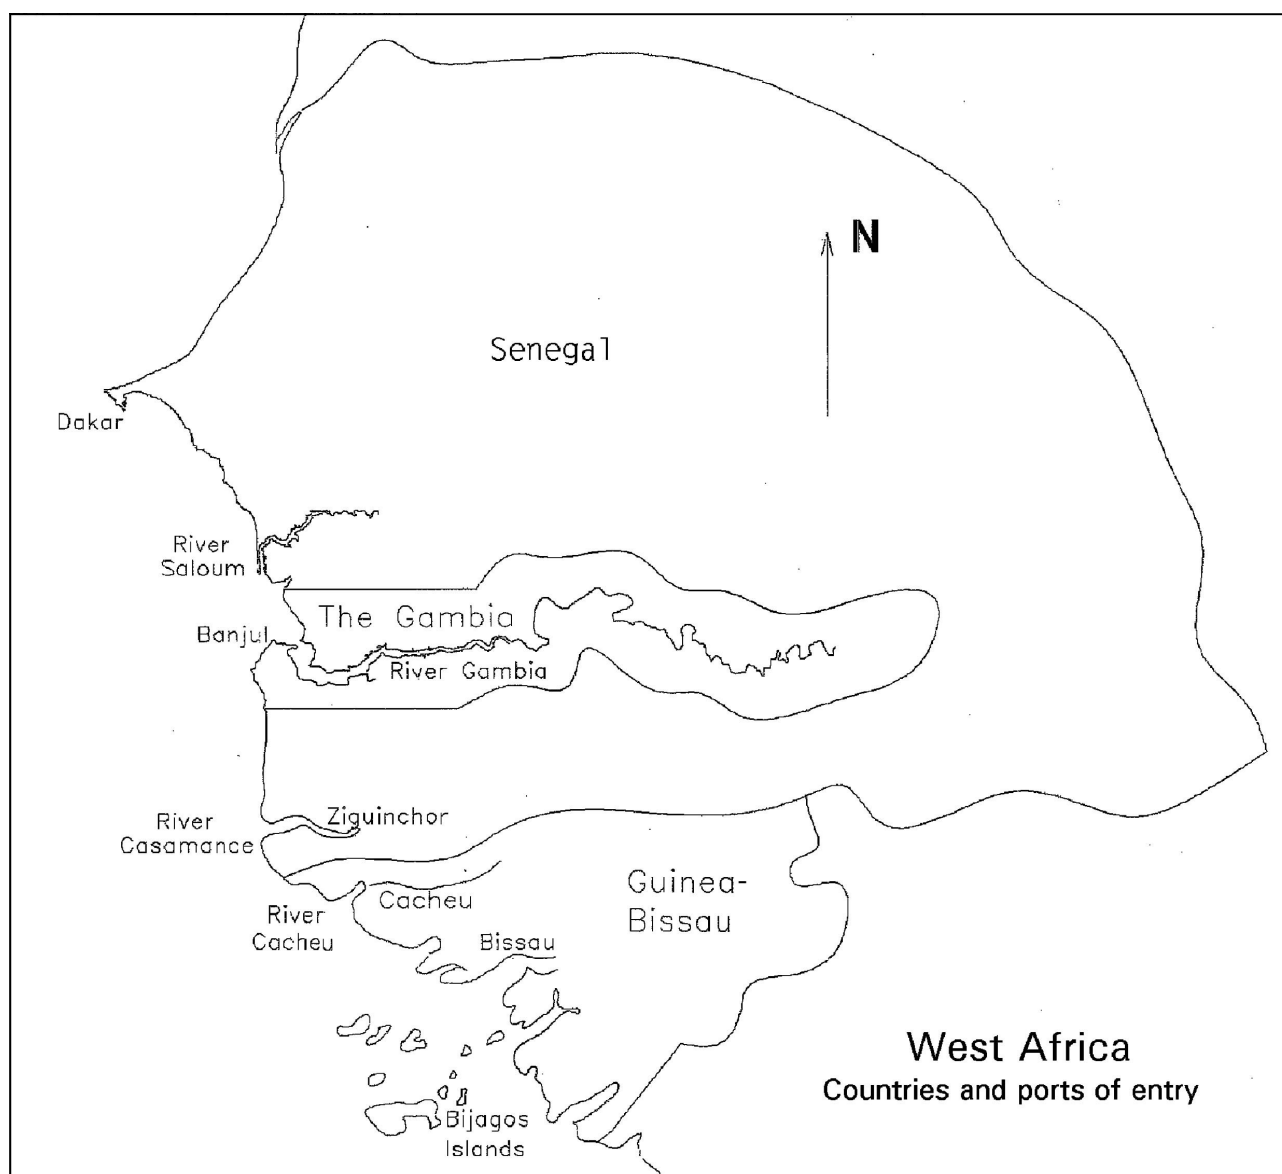 N
Senegal
Dakar
River
Saloum
The Gambia
Banjul
River Gambia
Ziguinchor
River
Casamance
Guinea-
Bissau
Cacheu
River
Cacheu
Bissau
West Africa
Countries and ports of entry
Bijagos
Islands